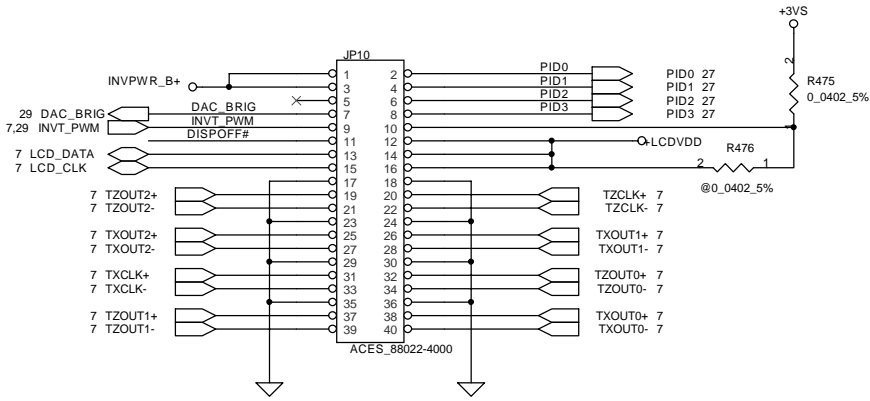 +3VS
JP10
INVPWR_B+
1 2
3 4
5 6
7 8
9 10
11 12
13 14
15 16
17 18
19 20
21 22
23 24
25 26
27 28
29 30
31 32
33 34
35 36
37 38
39 40
ACES_88022-4000
29 DAC_BRIG DAC_BRIG
7,29 INVT_PWM INVT_PWM
DISPOFF#
7 LCD_DATA
7 LCD_CLK
7 TZOUT2+
7 TZOUT2-
7 TXOUT2+
7 TXOUT2-
7 TXCLK+
7 TXCLK-
7 TZOUT1+
7 TZOUT1-
PID0 PID0 27
PID1 PID1 27
PID2 PID2 27
PID3 PID3 27
2
R475
0_0402_5%
1
+LCDVDD
R476
2 1
@0_0402_5%
TZCLK+ 7
TZCLK- 7
TXOUT1+ 7
TXOUT1- 7
TZOUT0+ 7
TZOUT0- 7
TXOUT0+ 7
TXOUT0- 7